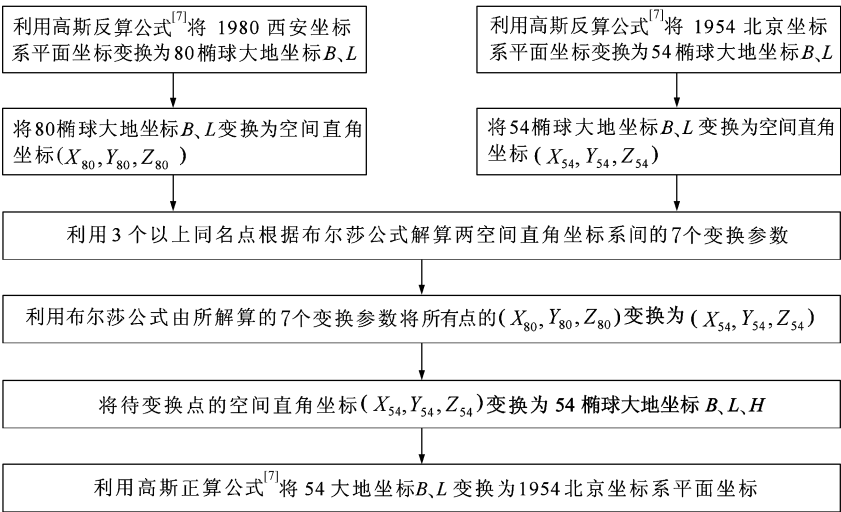 利用高斯反算公式[7]将 1980 西安坐标
系平面坐标变换为80椭球大地坐标B、L
利用高斯反算公式[7]将 1954 北京坐标
系平面坐标变换为54椭球大地坐标B、L
将80椭球大地坐标B、L变换为空间直角
坐标(X80,Y80,Z80 )
将54椭球大地坐标B、L 变换为空间直角
坐标 ( X54, Y54, Z54)
利用3个以上同名点根据布尔莎公式解算两空间直角坐标系间的7个变换参数
利用布尔莎公式由所解算的7个变换参数将所有点的( X80, Y80, Z80)变换为 ( X54, Y54, Z54 )
将待变换点的空间直角坐标( X54, Y54, Z54)变换为 54 椭球大地坐标 B、L、H
利用高斯正算公式[7]将 54 大地坐标B、L 变换为1954北京坐标系平面坐标